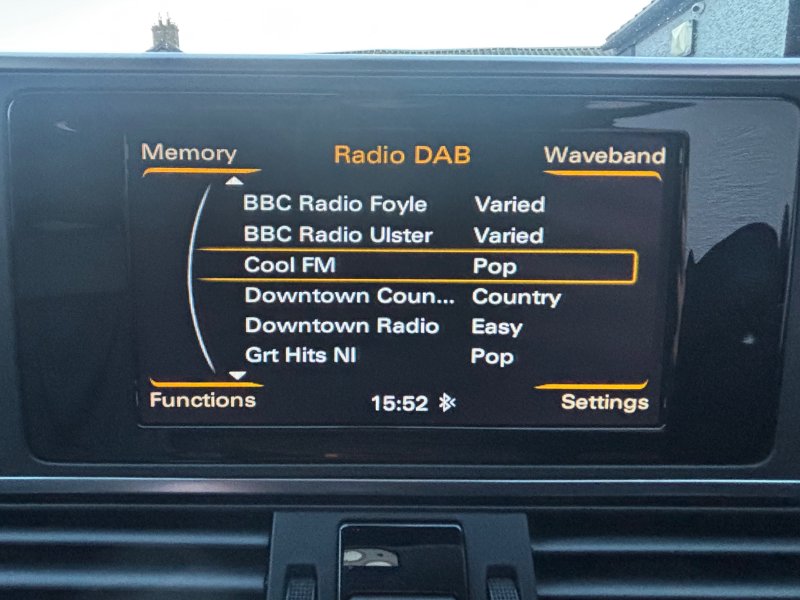 Memory Radio DAB Waveband
BBC Radio Foyle Varied
BBC Radio Ulster Varied
Cool FM Pop
Downtown Coun... Country
Downtown Radio Easy
Grt Hits NI Pop
Functions 15:52 Settings